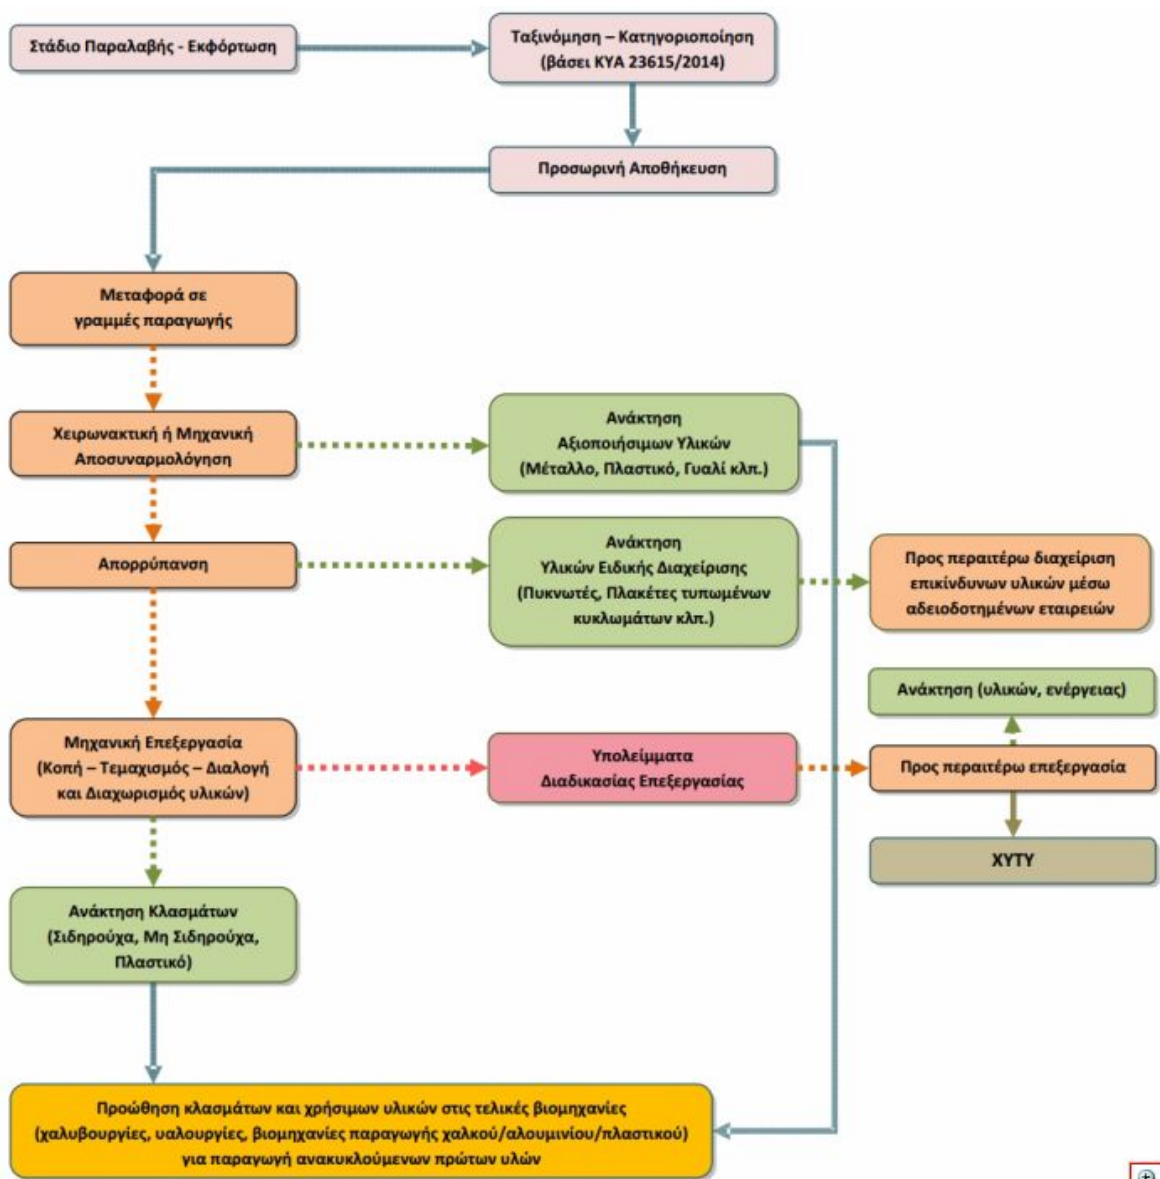 Στάδιο Παραλαβής - Εκφόρτωση
Ταξινόμηση – Κατηγοριοποίηση
(βάσει ΚΥΑ 23615/2014)
Προσωρινή Αποθήκευση
Μεταφορά σε
γραμμές παραγωγής
Χειρωνακτική ή Μηχανική
Αποσυναρμολόγηση
Ανάκτηση
Αξιοποιήσιμων Υλικών
(Μέταλλο, Πλαστικό, Γυαλί κλπ.)
Απορρύπανση
Ανάκτηση
Υλικών Ειδικής Διαχείρισης
(Πυκνωτές, Πλακέτες τυπωμένων
κυκλωμάτων κλπ.)
Προς περαιτέρω διαχείριση
επικίνδυνων υλικών μέσω
αδειοδοτημένων εταιρειών
Ανάκτηση (υλικών, ενέργειας)
Μηχανική Επεξεργασία
(Κοπή – Τεμαχισμός – Διαλογή
και Διαχωρισμός υλικών)
Υπολείμματα
Διαδικασίας Επεξεργασίας
Προς περαιτέρω επεξεργασία
ΧΥΤΥ
Ανάκτηση Κλασμάτων
(Σιδηρούχα, Μη Σιδηρούχα,
Πλαστικό)
Προώθηση κλασμάτων και χρήσιμων υλικών στις τελικές βιομηχανίες
(χαλυβουργίες, υαλουργίες, βιομηχανίες παραγωγής χαλκού/αλουμινίου/πλαστικού)
για παραγωγή ανακυκλούμενων πρώτων υλών